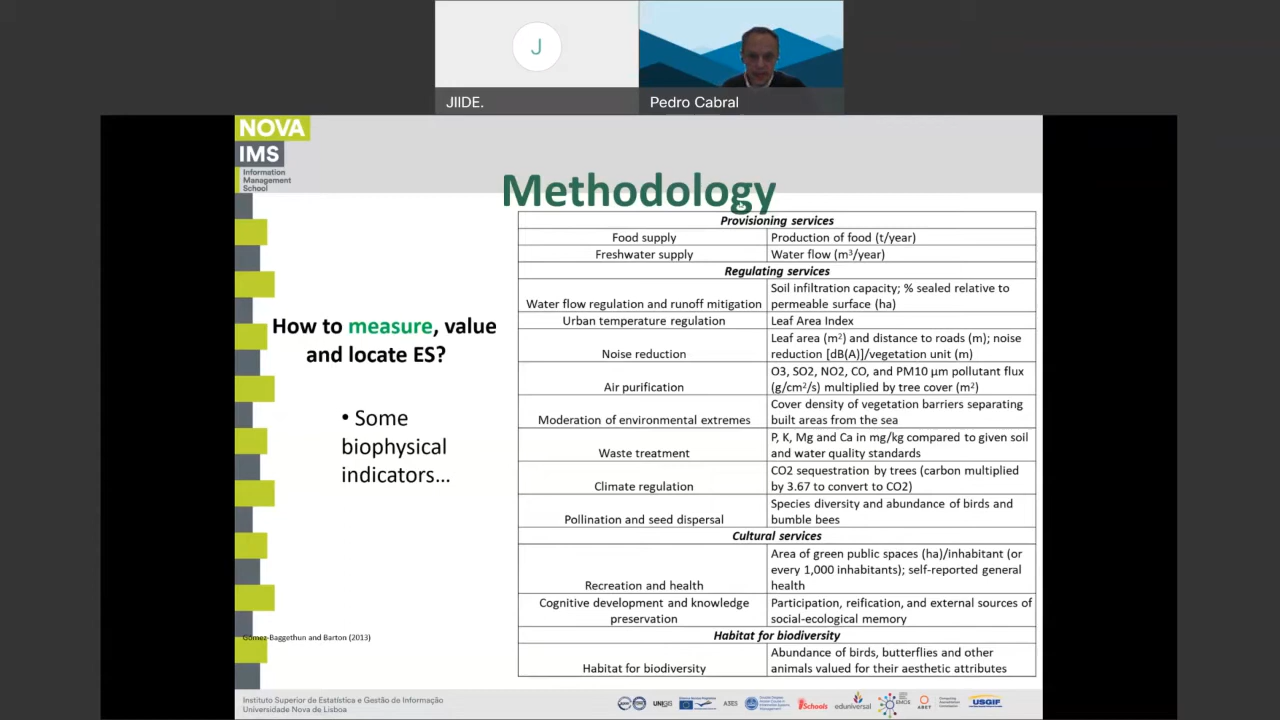 J
JIIDE.
Pedro Cabral
NOVA
IMS
Information
Management
School
Methodology
How to measure, value
and locate ES?
• Some
biophysical
indicators...
Gómez-Baggethun and Barton (2013)
Provisioning services
Food supply
Production of food (t/year)
Freshwater supply
Water flow (m³/year)
Regulating services
Water flow regulation and runoff mitigation
Soil infiltration capacity; % sealed relative to
permeable surface (ha)
Urban temperature regulation
Leaf Area Index
Noise reduction
Leaf area (m²) and distance to roads (m); noise
reduction [dB(A)]/vegetation unit (m)
Air purification
O3, SO2, NO2, CO, and PM10 µm pollutant flux
(g/cm²/s) multiplied by tree cover (m²)
Moderation of environmental extremes
Cover density of vegetation barriers separating
built areas from the sea
Waste treatment
P, K, Mg and Ca in mg/kg compared to given soil
and water quality standards
Climate regulation
CO2 sequestration by trees (carbon multiplied
by 3.67 to convert to CO2)
Pollination and seed dispersal
Species diversity and abundance of birds and
bumble bees
Cultural services
Recreation and health
Area of green public spaces (ha)/inhabitant (or
every 1,000 inhabitants); self-reported general
health
Cognitive development and knowledge
preservation
Participation, reification, and external sources of
social-ecological memory
Habitat for biodiversity
Habitat for biodiversity
Abundance of birds, butterflies and other
animals valued for their aesthetic attributes
Instituto Superior de Estatística e Gestão de Informação
Universidade Nova de Lisboa
UNIGIS
A3ES
Schools
eduniversal
ABET
USGIF